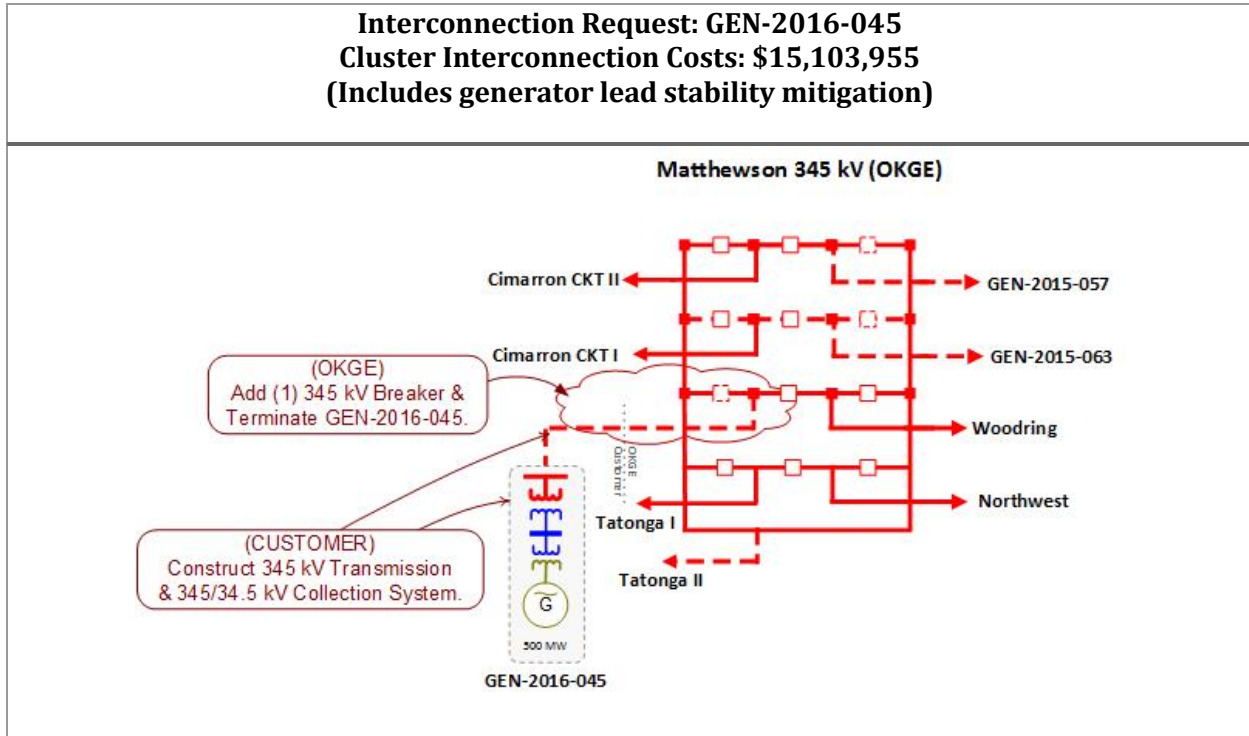 Interconnection Request: GEN-2016-045
Cluster Interconnection Costs: $15,103,955
(Includes generator lead stability mitigation)
Matthewson 345 kV (OKGE)
Cimarron CKT II
GEN-2015-057
Cimarron CKT I
GEN-2015-063
(OKGE)
Add (1) 345 kV Breaker &
Terminate GEN-2016-045.
OKGE
Customer
Woodring
Northwest
Tatonga I
(CUSTOMER)
Construct 345 kV Transmission
& 345/34.5 kV Collection System.
Tatonga II
G
500 MW
GEN-2016-045